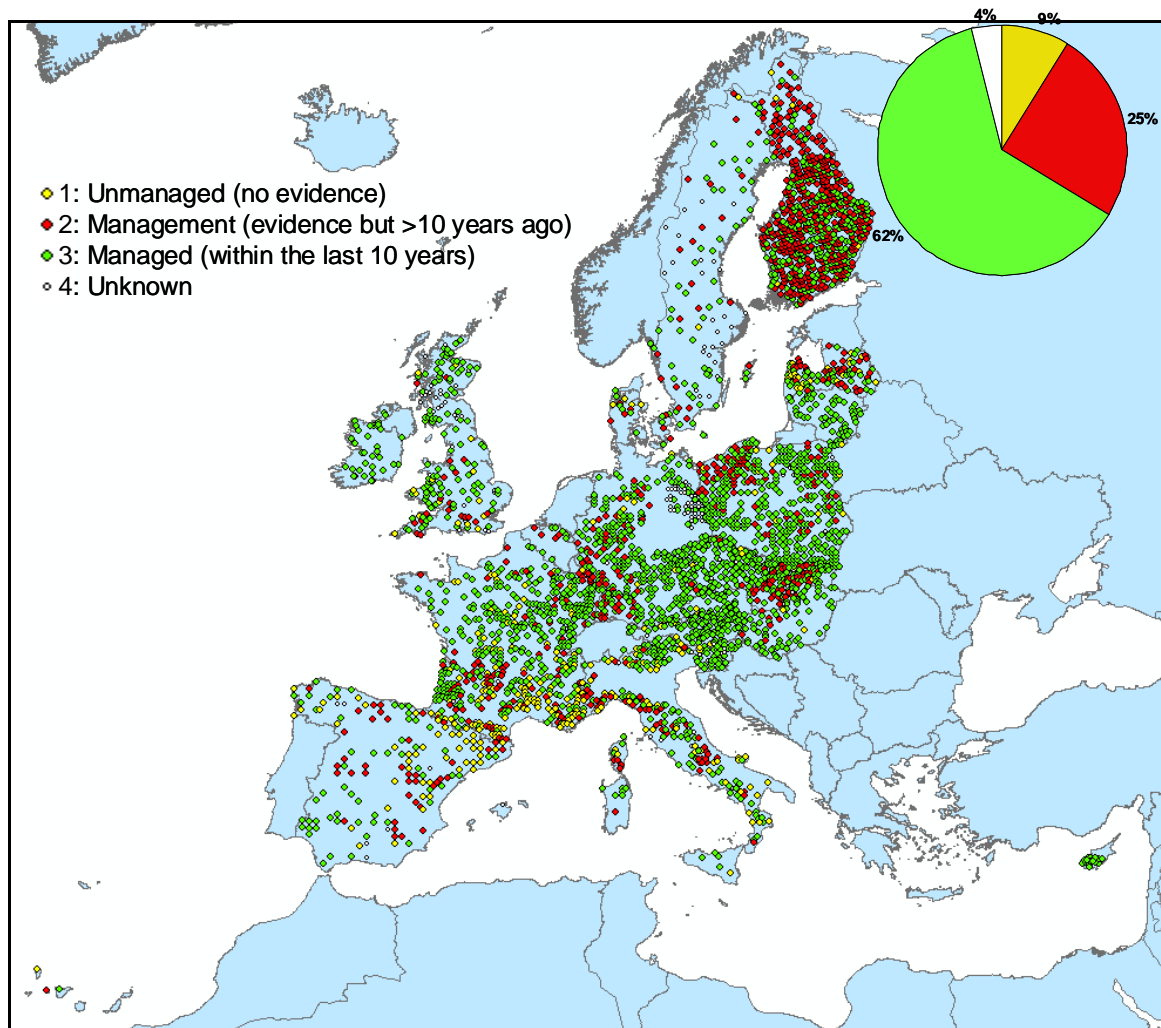 4%
9%
25%
62%
1: Unmanaged (no evidence)
2: Management (evidence but >10 years ago)
3: Managed (within the last 10 years)
4: Unknown